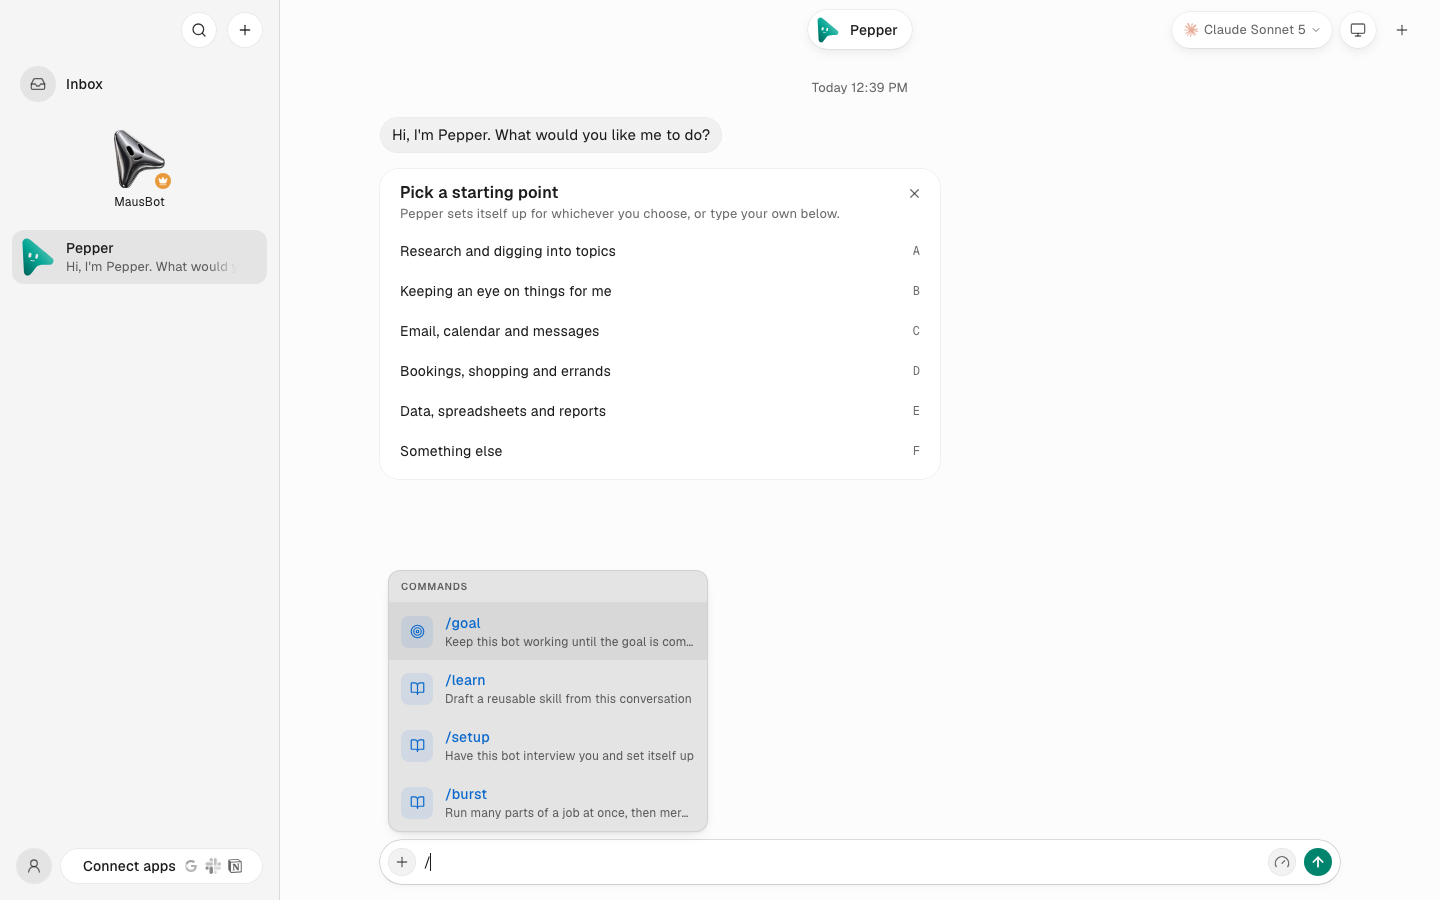 Inbox
MausBot
Pepper
Hi, I'm Pepper. What would
Connect apps
Pepper
Claude Sonnet 5
Today 12:39 PM
Hi, I'm Pepper. What would you like me to do?
Pick a starting point
Pepper sets itself up for whichever you choose, or type your own below.
Research and digging into topics A
Keeping an eye on things for me B
Email, calendar and messages C
Bookings, shopping and errands D
Data, spreadsheets and reports E
Something else F
COMMANDS
/goal
Keep this bot working until the goal is com…
/learn
Draft a reusable skill from this conversation
/setup
Have this bot interview you and set itself up
/burst
Run many parts of a job at once, then mer…
/